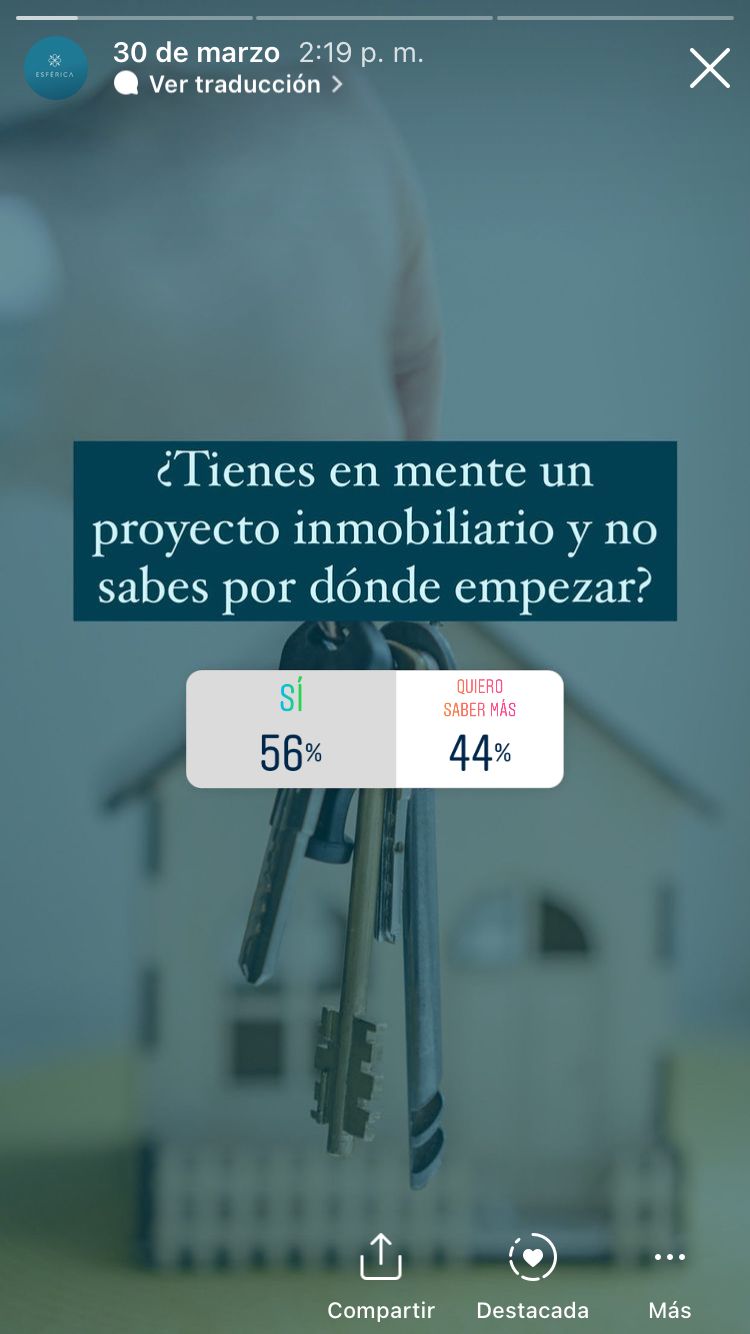 ESFÉRICA
30 de marzo 2:19 p. m.
Ver traducción
¿Tienes en mente un
proyecto inmobiliario y no
sabes por dónde empezar?
SÍ
56%
QUIERO
SABER MÁS
44%
Compartir
Destacada
Más